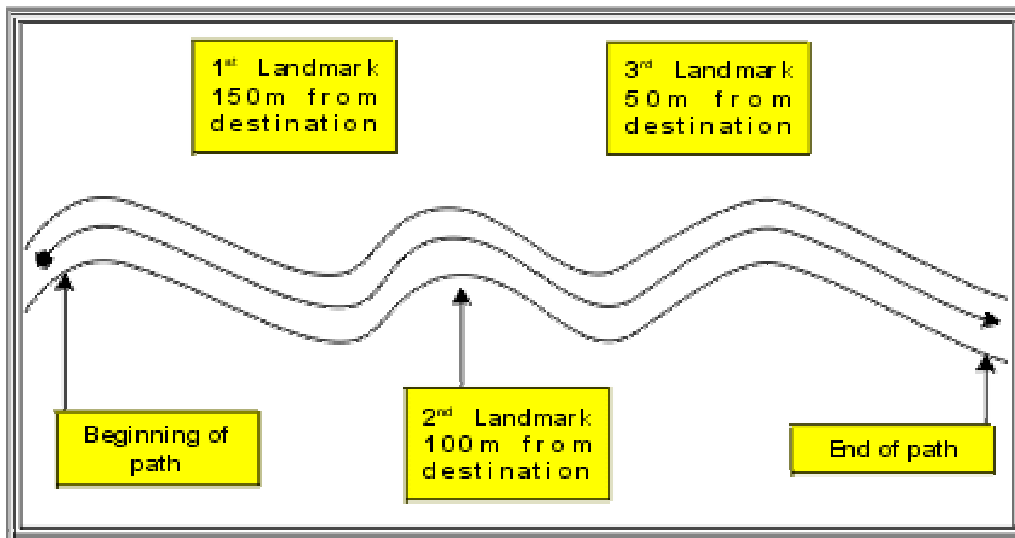 1st Landmark
150m from
destination
3rd Landmark
50m from
destination
Beginning of
path
2nd Landmark
100m from
destination
End of path